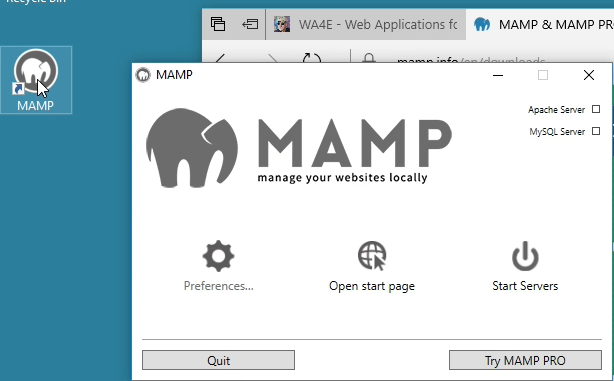 Recycle Bin
WA4E - Web Applications fo
MAMP & MAMP PR
mamp.info/en/downloads
MAMP
MAMP
Apache Server
MySQL Server
MAMP
manage your websites locally
Preferences...
Open start page
Start Servers
Quit
Try MAMP PRO